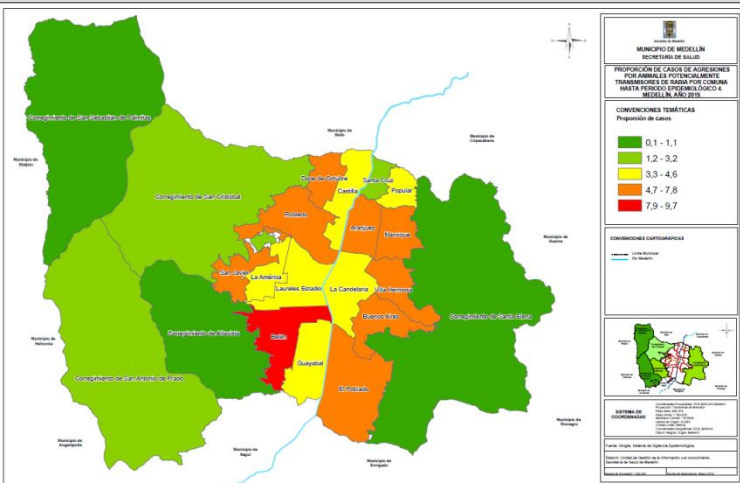 Corregimiento de San Sebastián de Palmitas
Municipio de
Bello
Municipio de
Copacabana
Doce de Octubre
Santa Cruz
Castilla
Popular
Corregimiento de San Cristóbal
Robledo
Aranjuez
Manrique
Municipio de
Guarne
San Javier
La América
Laureles Estadio
La Candelaria
Villa Hermosa
Buenos Aires
Corregimiento de Santa Elena
Corregimiento de Altavista
Belén
Municipio de
Heliconia
Guayabal
Corregimiento de San Antonio de Prado
El Poblado
Municipio de
Rionegro
Municipio de
Angelópolis
Municipio de
Itagüí
Municipio de
Envigado
MUNICIPIO DE MEDELLÍN
SECRETARÍA DE SALUD
PROPORCIÓN DE CASOS DE AGRESIONES
POR ANIMALES POTENCIALMENTE
TRANSMISORES DE RABIA POR COMUNA
HASTA PERIODO EPIDEMIOLÓGICO 4.
MEDELLÍN, AÑO 2019.
CONVENCIONES TEMÁTICAS
Proporción de casos
0,1 - 1,1
1,2 - 3,2
3,3 - 4,6
4,7 - 7,8
7,9 - 9,7
CONVENCIONES CARTOGRÁFICAS
Límite Municipal
Río Medellín
SISTEMA DE
COORDENADAS
Fuente: Sivigila. Sistema de Vigilancia Epidemiológica.
Elaboró: Unidad de Gestión de la Información y el conocimiento.
Secretaría de Salud de Medellín.